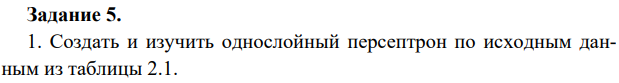 Задание 5.
1. Создать и изучить однослойный персептрон по исходным дан-
ным из таблицы 2.1.